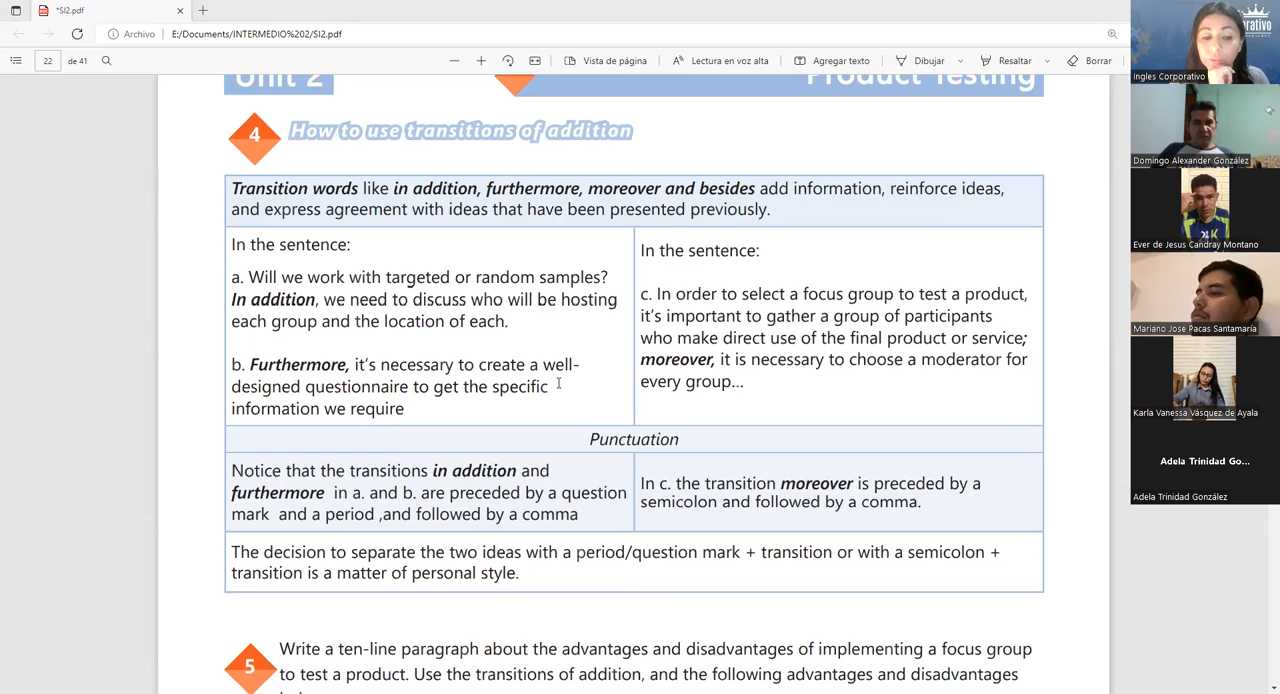 *SI2.pdf
Archivo
E:/Documents/INTERMEDIO%202/SI2.pdf
22
de 41
Vista de página
Lectura en voz alta
Agregar texto
Dibujar
Resaltar
Borrar
Unit 2
Product Testing
4
How to use transitions of addition
Transition words like in addition, furthermore, moreover and besides add information, reinforce ideas,
and express agreement with ideas that have been presented previously.
In the sentence:
a. Will we work with targeted or random samples?
In addition, we need to discuss who will be hosting
each group and the location of each.
b. Furthermore, it's necessary to create a well-
designed questionnaire to get the specific
information we require
In the sentence:
c. In order to select a focus group to test a product,
it's important to gather a group of participants
who make direct use of the final product or service;
moreover, it is necessary to choose a moderator for
every group...
Punctuation
Notice that the transitions in addition and
furthermore in a. and b. are preceded by a question
mark and a period ,and followed by a comma
In c. the transition moreover is preceded by a
semicolon and followed by a comma.
The decision to separate the two ideas with a period/question mark + transition or with a semicolon +
transition is a matter of personal style.
5
Write a ten-line paragraph about the advantages and disadvantages of implementing a focus group
to test a product. Use the transitions of addition, and the following advantages and disadvantages
Ingles Corporativo
Domingo Alexander González
Ever de Jesus Candray Montano
Mariano Jose Pacas Santamaría
Karla Vanessa Vásquez de Ayala
Adela Trinidad Go...
Adela Trinidad González